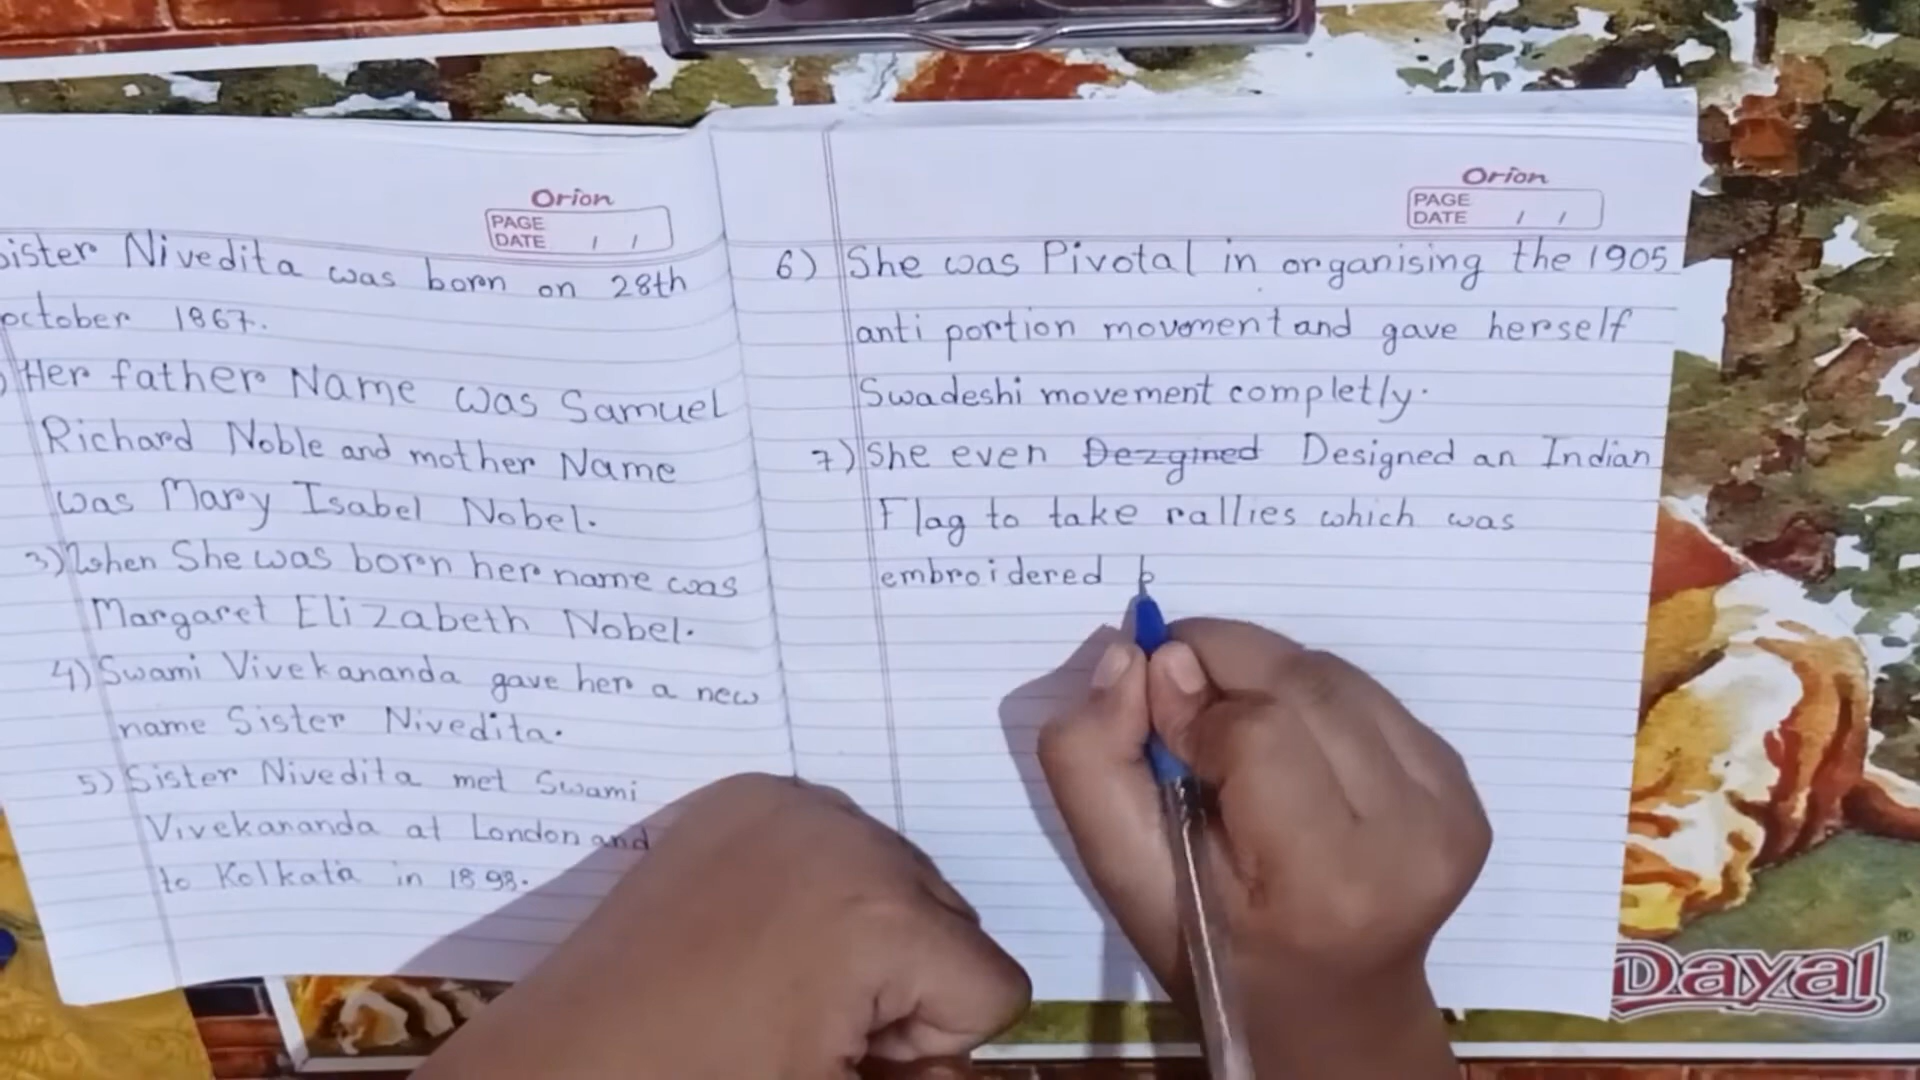 Orion
PAGE
DATE / /
Sister Nivedita was born on 28th
october 1867.
) Her father Name was Samuel
Richard Noble and mother Name
was Mary Isabel Nobel.
3) When She was born her name was
Margaret Elizabeth Nobel.
4) Swami Vivekananda gave her a new
name Sister Nivedita.
5) Sister Nivedita met Swami
Vivekananda at London and
to Kolkata in 1898.
Orion
PAGE
DATE / /
6) She was Pivotal in organising the 1905
anti portion movement and gave herself
Swadeshi movement completly.
7) She even Dezgined Designed an Indian
Flag to take rallies which was
embroidered b
Dayal